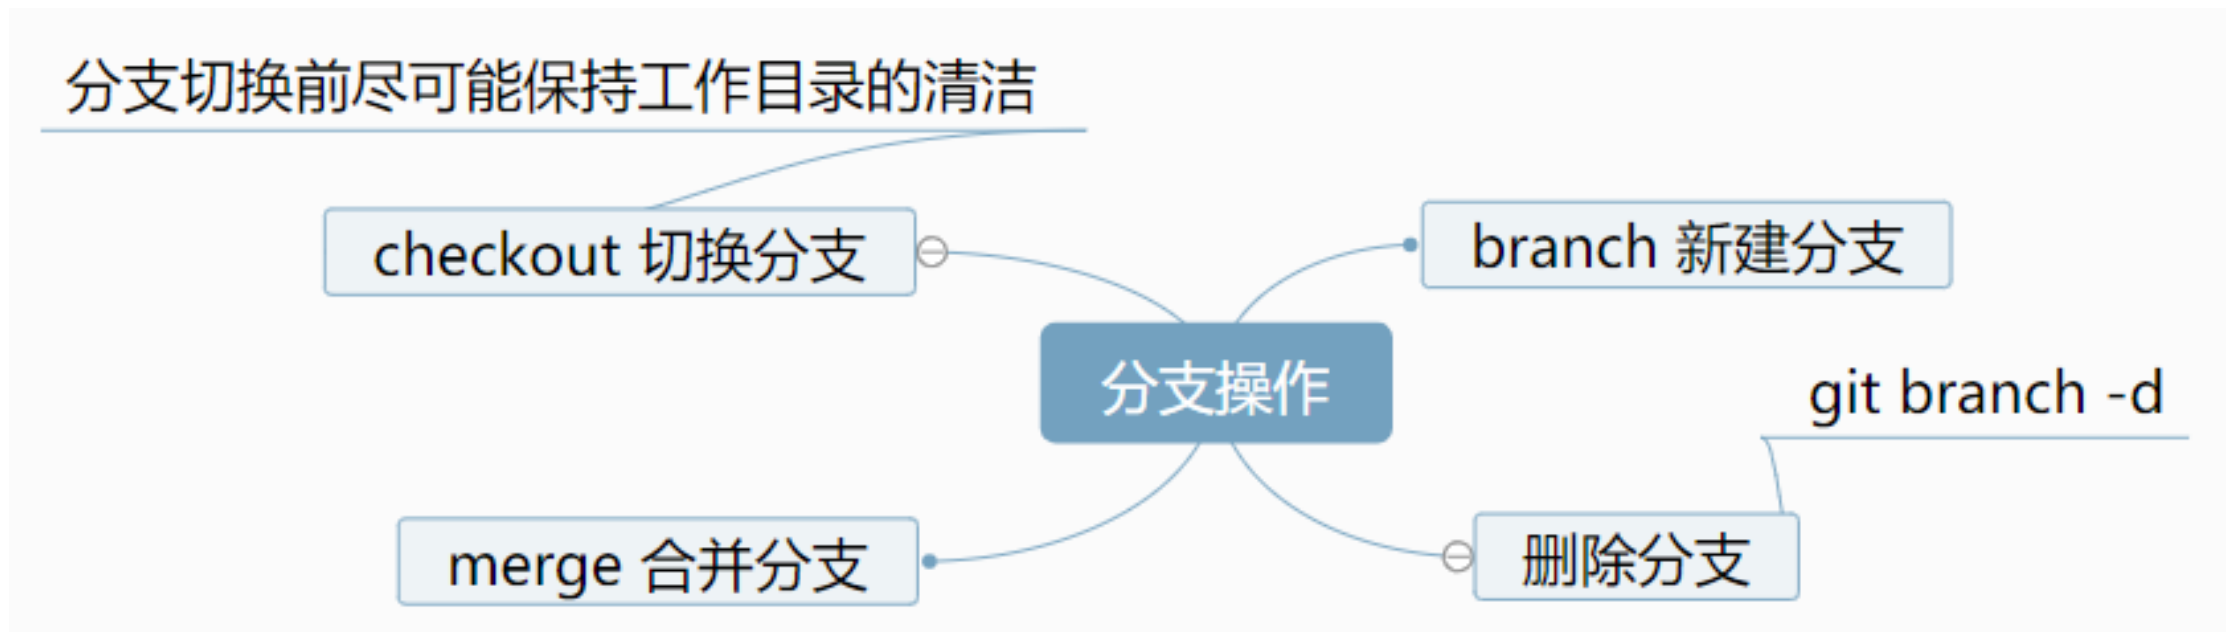 分支切换前尽可能保持工作目录的清洁
checkout 切换分支
branch 新建分支
分支操作
git branch -d
merge 合并分支
删除分支